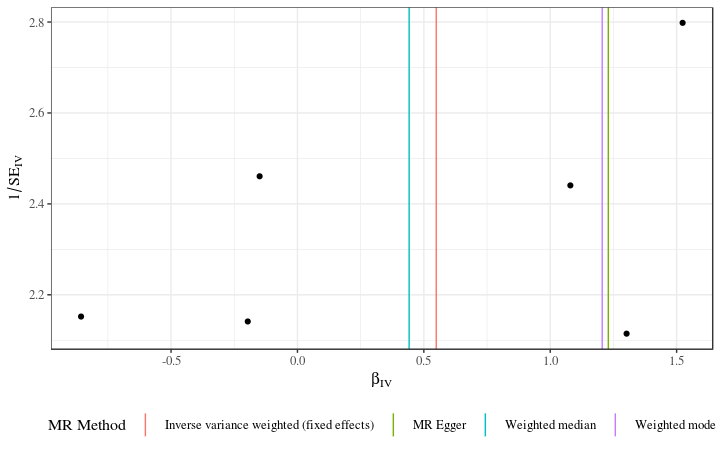 2.8
2.6
2.4
2.2
1/SE_IV
-0.5 0.0 0.5 1.0 1.5
β_IV
MR Method Inverse variance weighted (fixed effects) MR Egger Weighted median Weighted mode